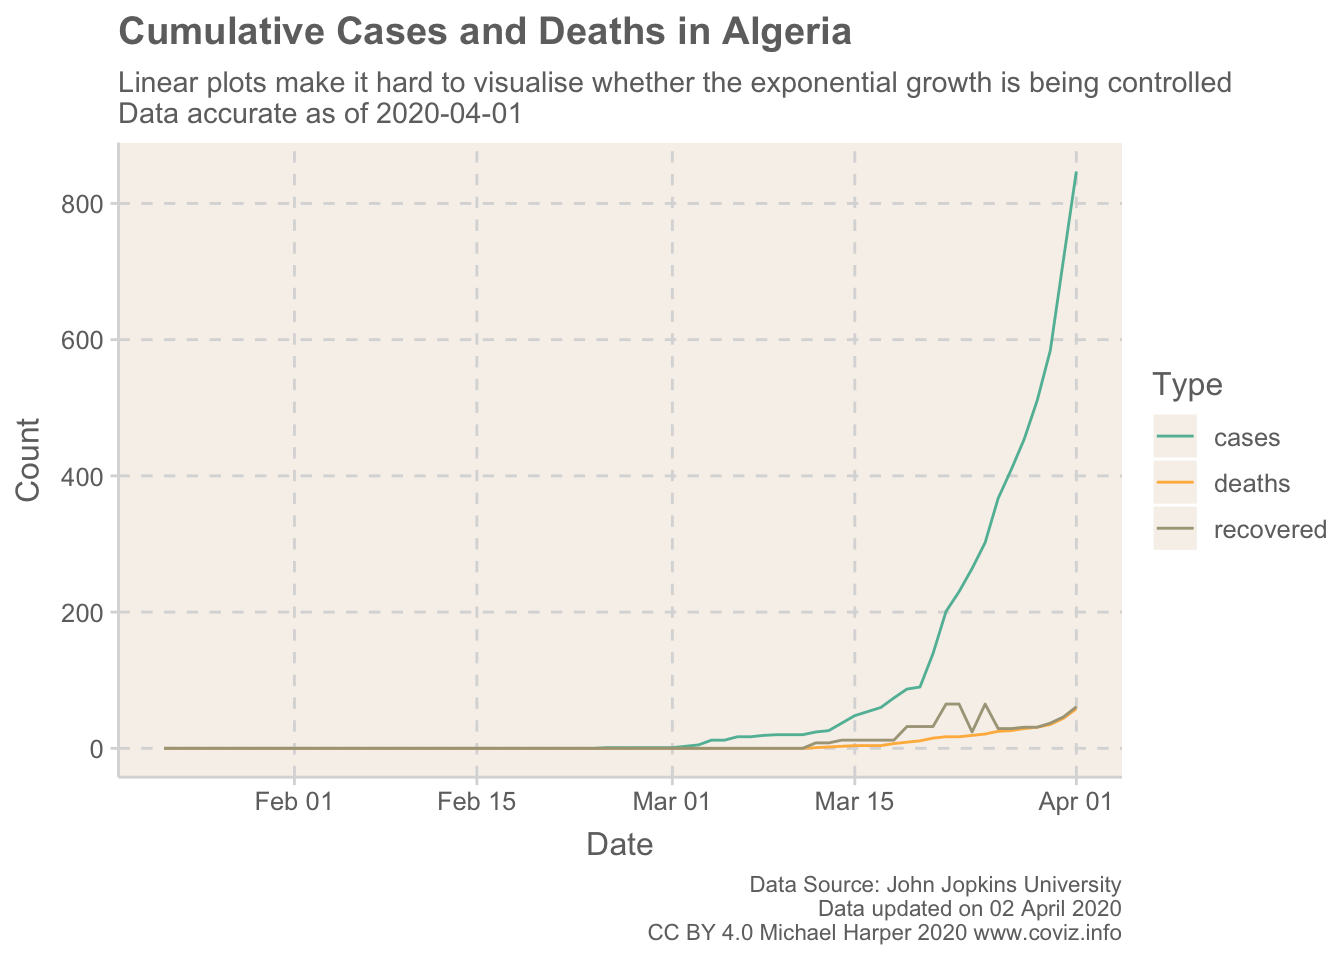 Cumulative Cases and Deaths in Algeria
Linear plots make it hard to visualise whether the exponential growth is being controlled
Data accurate as of 2020-04-01
800
600
400
200
0
Count
Feb 01
Feb 15
Mar 01
Mar 15
Apr 01
Date
Type
cases
deaths
recovered
Data Source: John Jopkins University
Data updated on 02 April 2020
CC BY 4.0 Michael Harper 2020 www.coviz.info